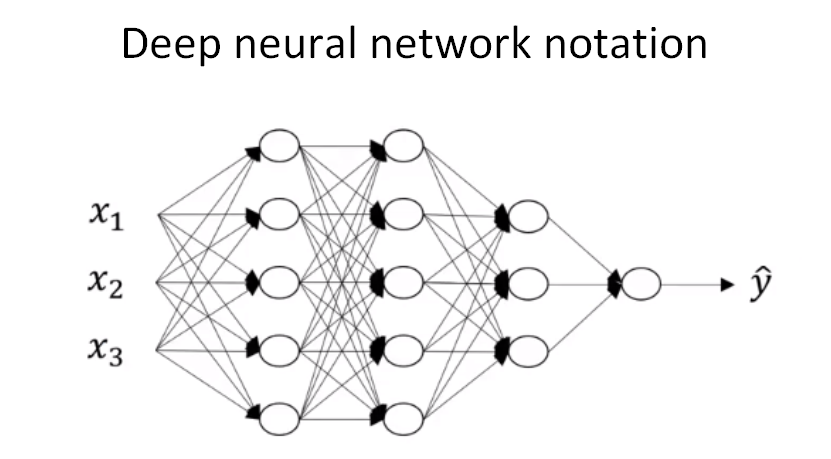 Deep neural network notation
x₁
x₂
x₃
ŷ